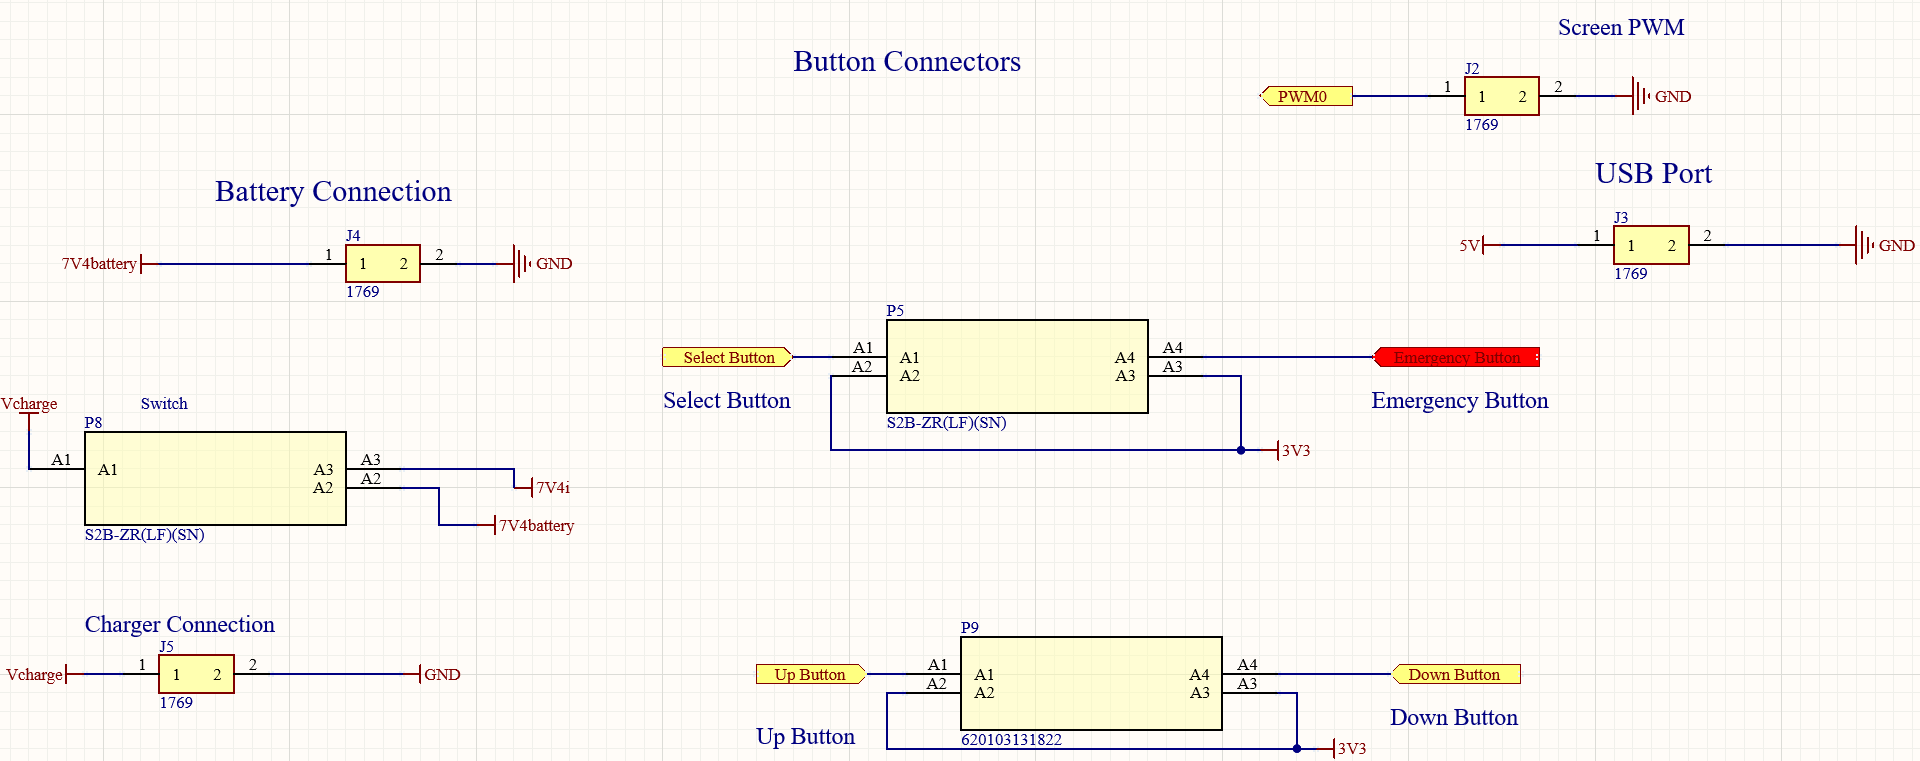 Screen PWM
Button Connectors
J2
PWM0 1 1 2 2 GND
1769
USB Port
Battery Connection
J3
5V 1 1 2 2 GND
1769
J4
7V4battery 1 1 2 2 GND
1769
P5
Select Button A1 A1 A4 A4 Emergency Button
A2 A2 A3 A3
S2B-ZR(LF)(SN)
Select Button
Emergency Button
3V3
Vcharge
Switch
P8
A1 A1 A3 A3
A2 A2
7V4i
7V4battery
S2B-ZR(LF)(SN)
Charger Connection
J5
Vcharge 1 1 2 2 GND
1769
P9
Up Button A1 A1 A4 A4 Down Button
A2 A2 A3 A3
Up Button
Down Button
620103131822
3V3